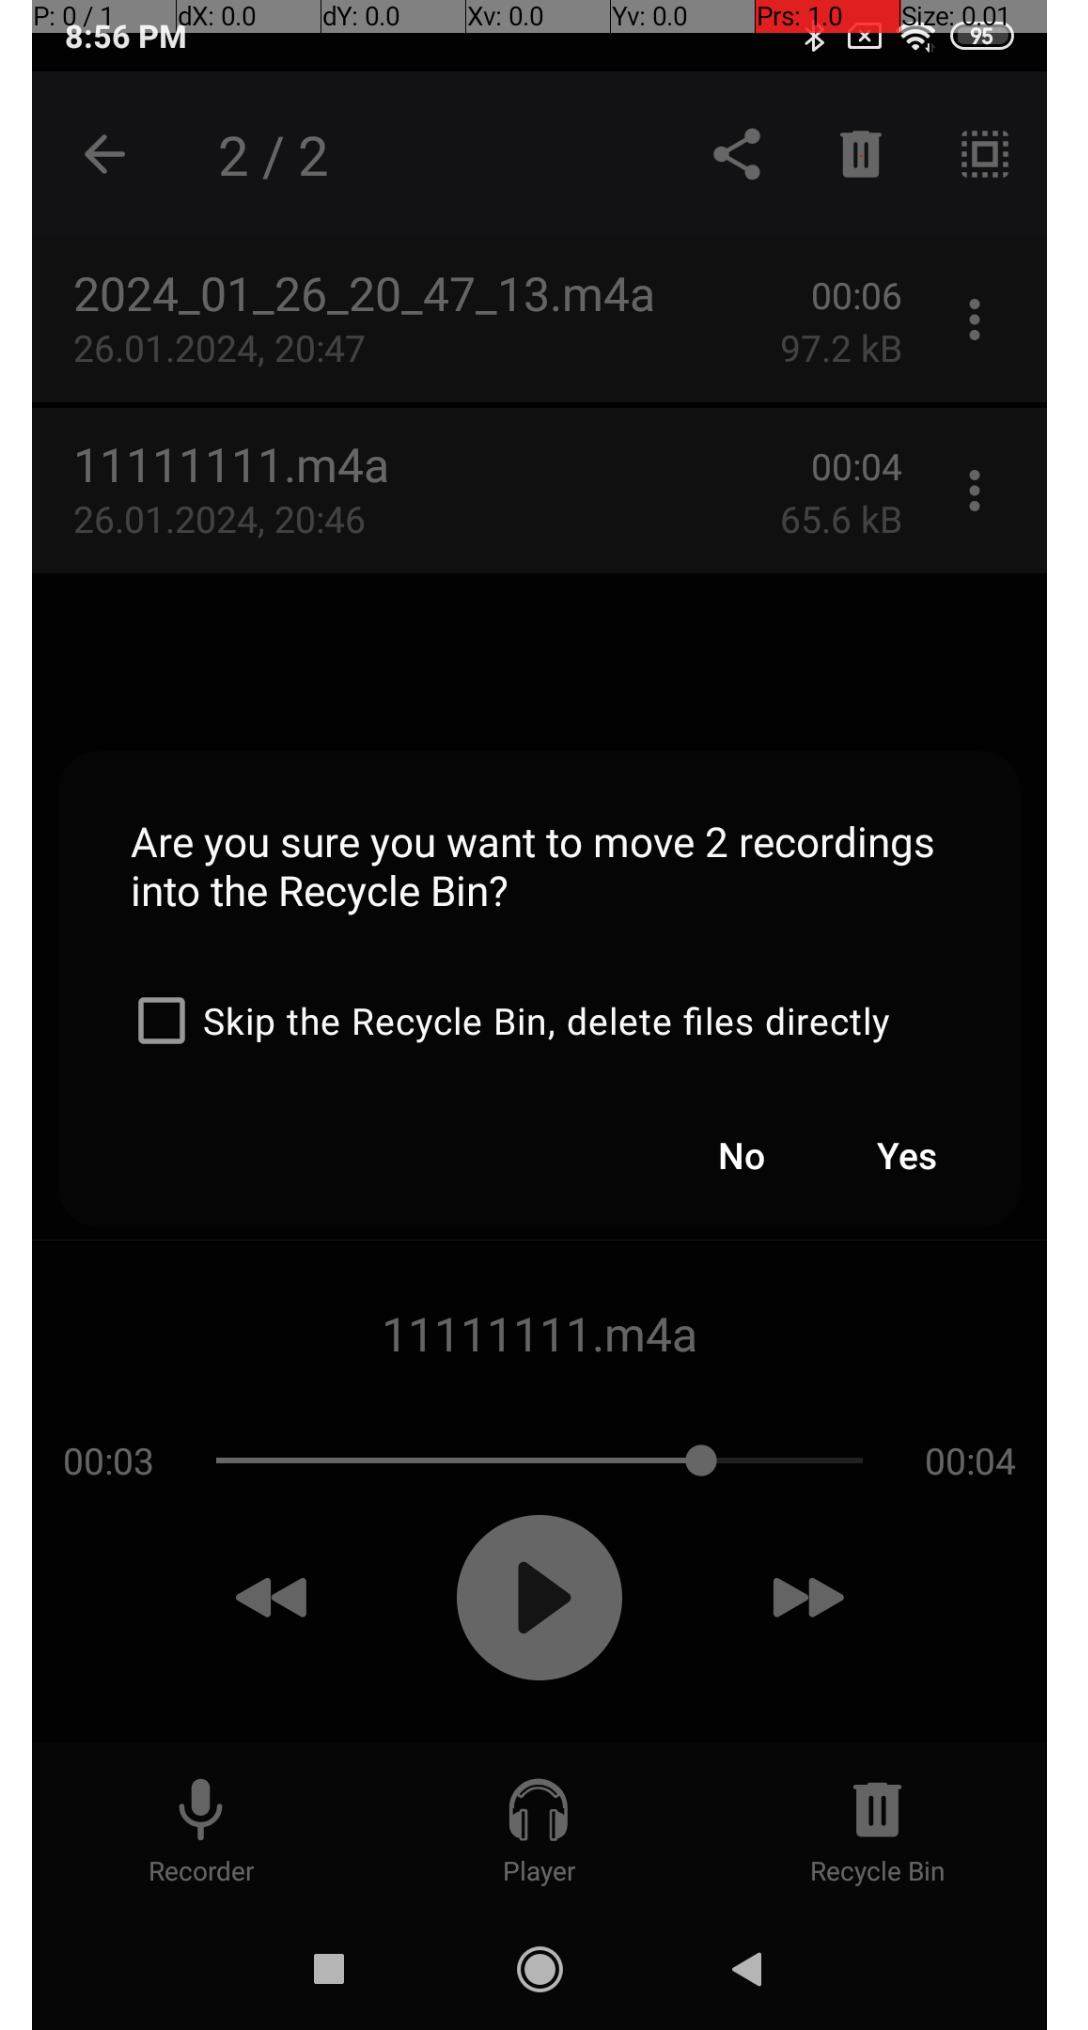 P: 0 / 1 dX: 0.0 dY: 0.0 Xv: 0.0 Yv: 0.0 Prs: 1.0 Size: 0.01
8:56 PM 95
2 / 2
2024_01_26_20_47_13.m4a 00:06
26.01.2024, 20:47 97.2 kB
11111111.m4a 00:04
26.01.2024, 20:46 65.6 kB
Are you sure you want to move 2 recordings
into the Recycle Bin?
Skip the Recycle Bin, delete files directly
No Yes
11111111.m4a
00:03 00:04
Recorder Player Recycle Bin